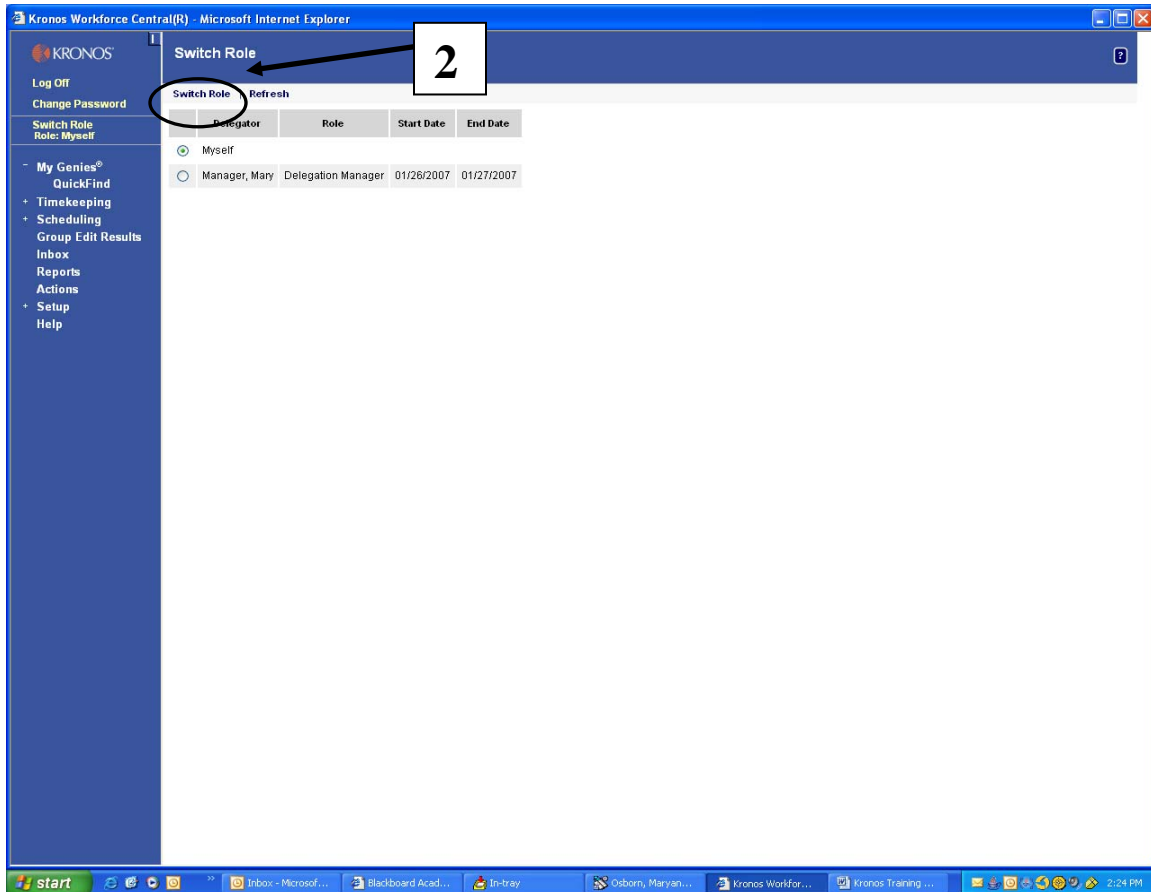 Kronos Workforce Central(R) - Microsoft Internet Explorer
KRONOS®
Log Off
Change Password
Switch Role
Role: Myself
- My Genies®
QuickFind
+ Timekeeping
+ Scheduling
Group Edit Results
Inbox
Reports
Actions
+ Setup
Help
Switch Role
2
?
Switch Role | Refresh
Delegator Role Start Date End Date
Myself
Manager, Mary Delegation Manager 01/26/2007 01/27/2007
start » Inbox - Microsof... Blackboard Acad... In-tray Osborn, Maryan... Kronos Workfor... Kronos Training ... 2:24 PM